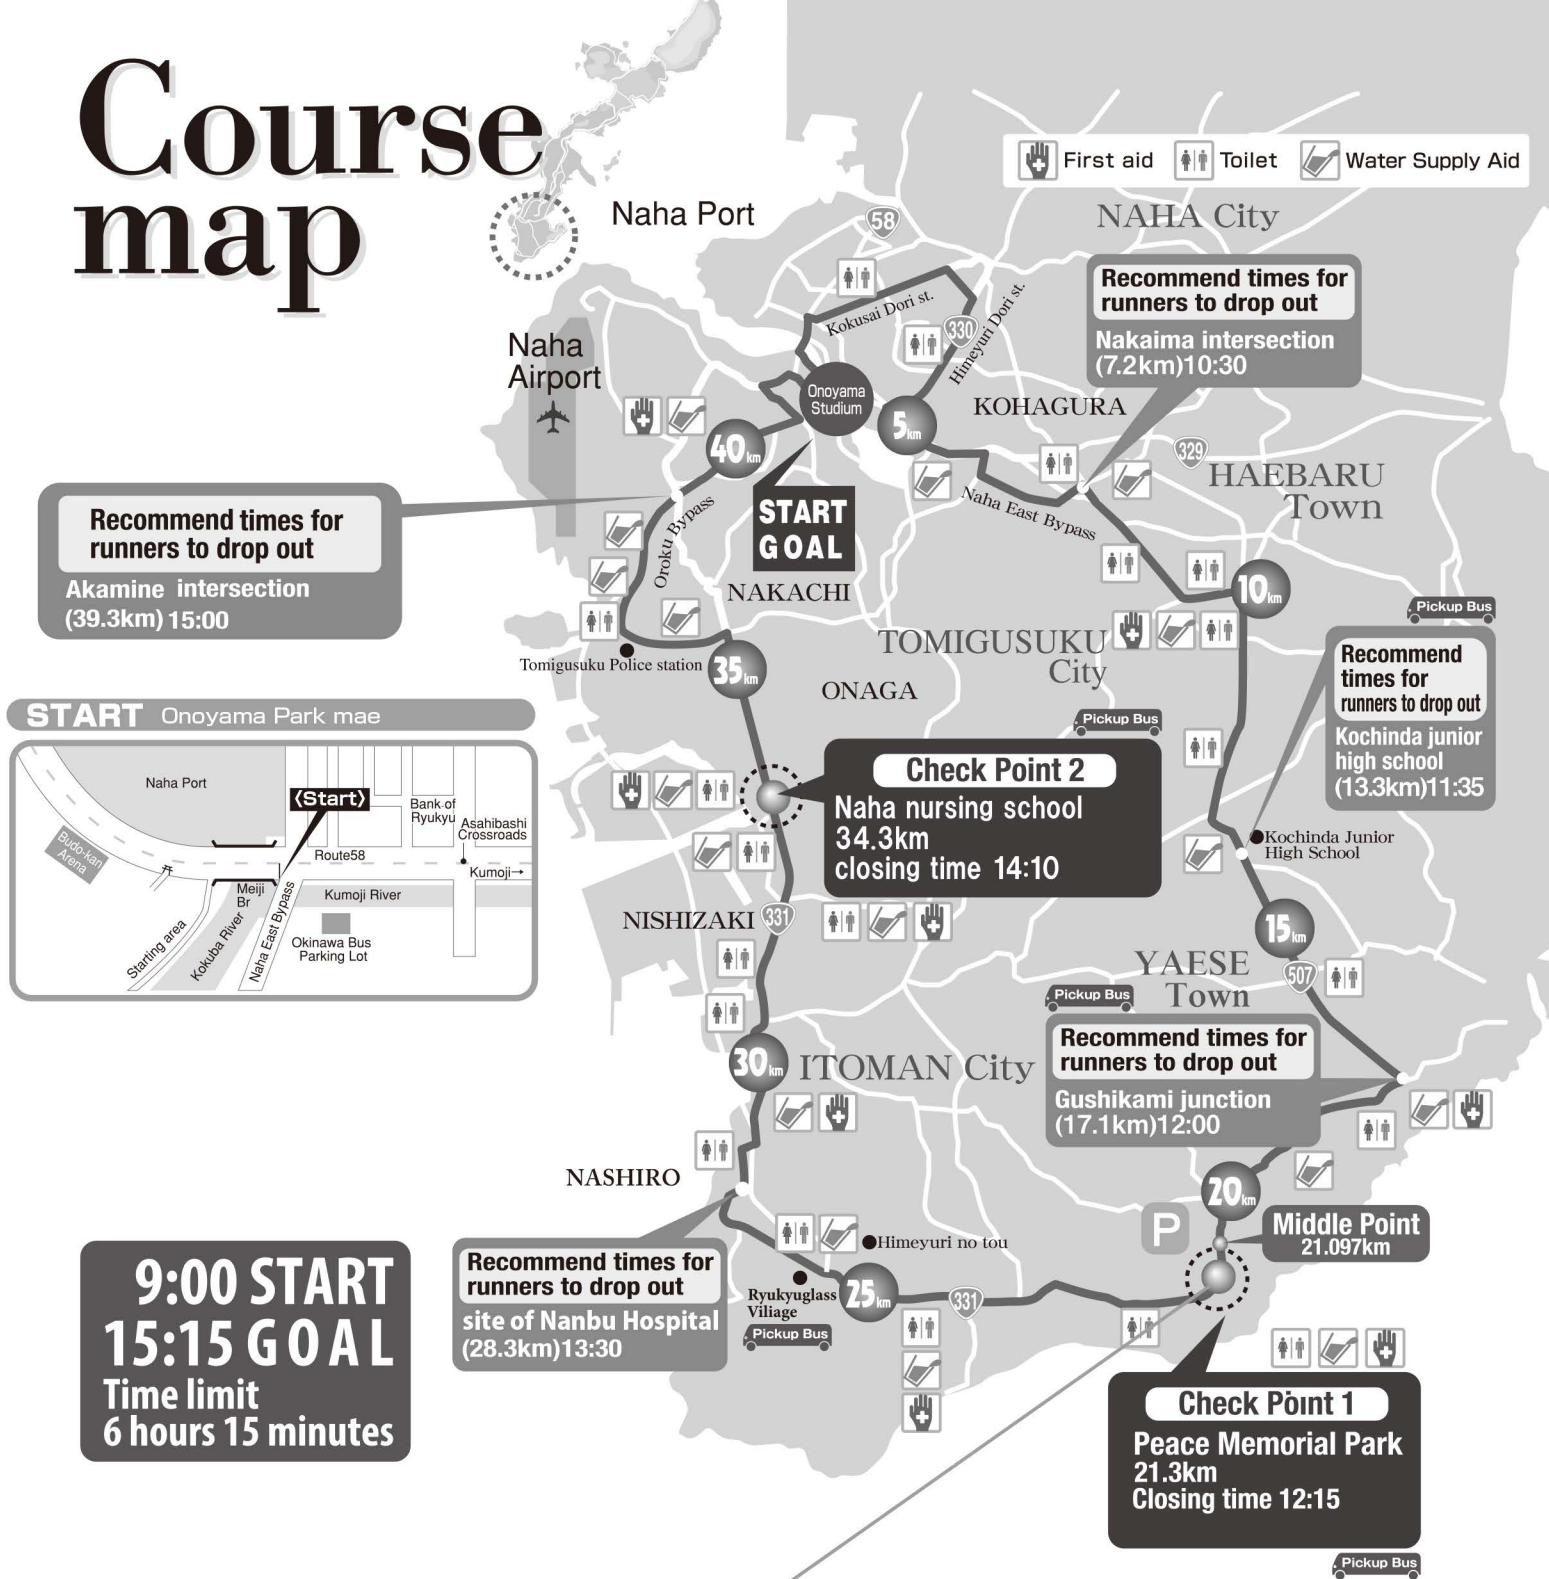 Course
map
Naha Port
58
First aid
Toilet
Water Supply Aid
NAHA City
Recommend times for
runners to drop out
Nakaima intersection
(7.2km)10:30
Kokusai Dori st.
330
Himeyuri Dori st.
Naha
Airport
Onoyama
Studium
KOHAGURA
5km
40km
329
HAEBARU
Town
Naha East Bypass
START
GOAL
Oroku Bypass
Recommend times for
runners to drop out
Akamine intersection
(39.3km) 15:00
NAKACHI
10km
Pickup Bus
TOMIGUSUKU
City
Tomigusuku Police station
35km
ONAGA
Recommend
times for
runners to drop out
Kochinda junior
high school
(13.3km)11:35
Pickup Bus
START Onoyama Park mae
Naha Port
〈Start〉
Bank of
Ryukyu
Asahibashi
Crossroads
Budo-kan
Arena
Route58
Kumoji→
Meiji
Br
Kumoji River
Starting area
Kokuba River
Naha East Bypass
Okinawa Bus
Parking Lot
Check Point 2
Naha nursing school
34.3km
closing time 14:10
Kochinda Junior
High School
NISHIZAKI
331
15km
YAESE
Town
507
Pickup Bus
Recommend times for
runners to drop out
Gushikami junction
(17.1km)12:00
30km
ITOMAN City
NASHIRO
20km
P
Middle Point
21.097km
Himeyuri no tou
Recommend times for
runners to drop out
site of Nanbu Hospital
(28.3km)13:30
Ryukyuglass
Viliage
Pickup Bus
25km
331
9:00 START
15:15 GOAL
Time limit
6 hours 15 minutes
Check Point 1
Peace Memorial Park
21.3km
Closing time 12:15
Pickup Bus